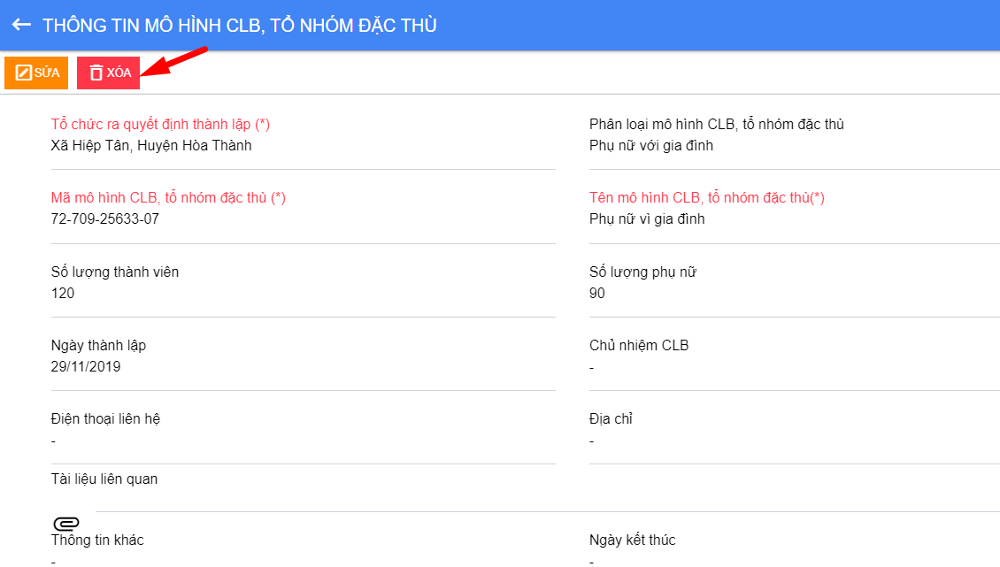 THÔNG TIN MÔ HÌNH CLB, TỔ NHÓM ĐẶC THÙ
SỬA XÓA
Tổ chức ra quyết định thành lập (*)
Xã Hiệp Tân, Huyện Hòa Thành
Phân loại mô hình CLB, tổ nhóm đặc thù
Phụ nữ với gia đình
Mã mô hình CLB, tổ nhóm đặc thù (*)
72-709-25633-07
Tên mô hình CLB, tổ nhóm đặc thù(*)
Phụ nữ vì gia đình
Số lượng thành viên
120
Số lượng phụ nữ
90
Ngày thành lập
29/11/2019
Chủ nhiệm CLB
-
Điện thoại liên hệ
-
Địa chỉ
-
Tài liệu liên quan
Thông tin khác
-
Ngày kết thúc
-